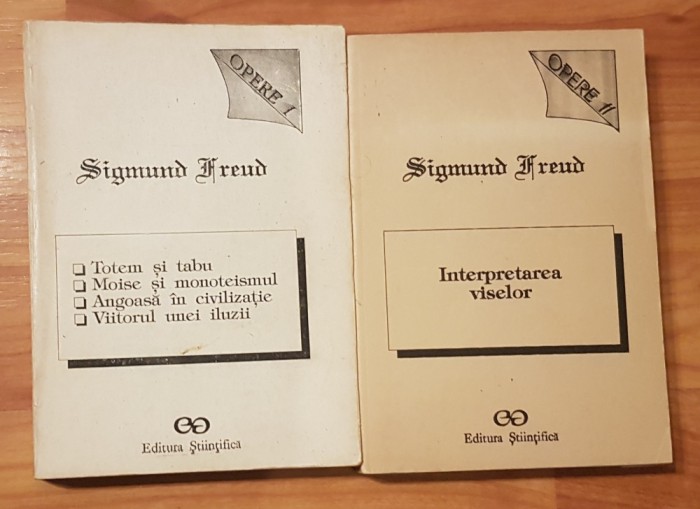 OPERE I
Sigmund Freud
❑ Totem și tabu
❑ Moise și monoteismul
❑ Angoasă în civilizație
❑ Viitorul unei iluzii
Editura Științifică
OPERE II
Sigmund Freud
Interpretarea
viselor
Editura Științifică